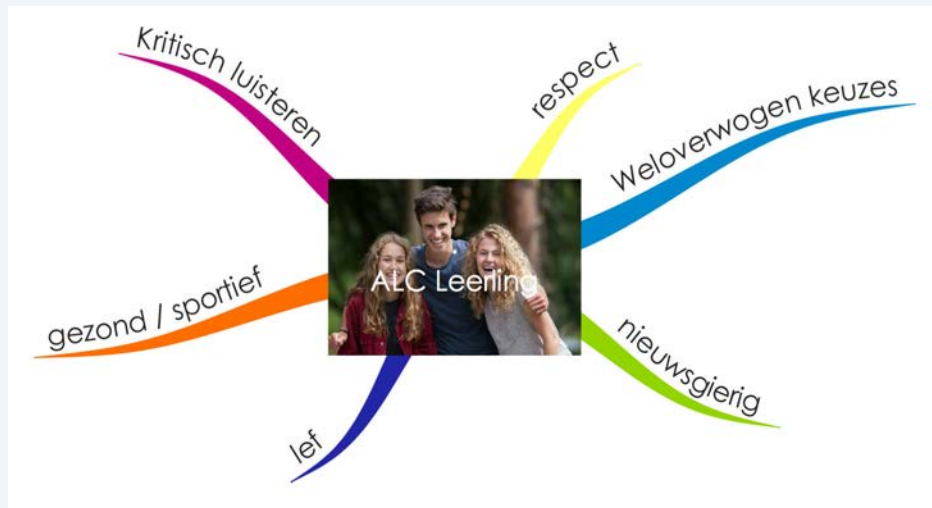 Kritisch luisteren
respect
Weloverwogen keuzes
ALC Leerling
gezond / sportief
nieuwsgierig
lef